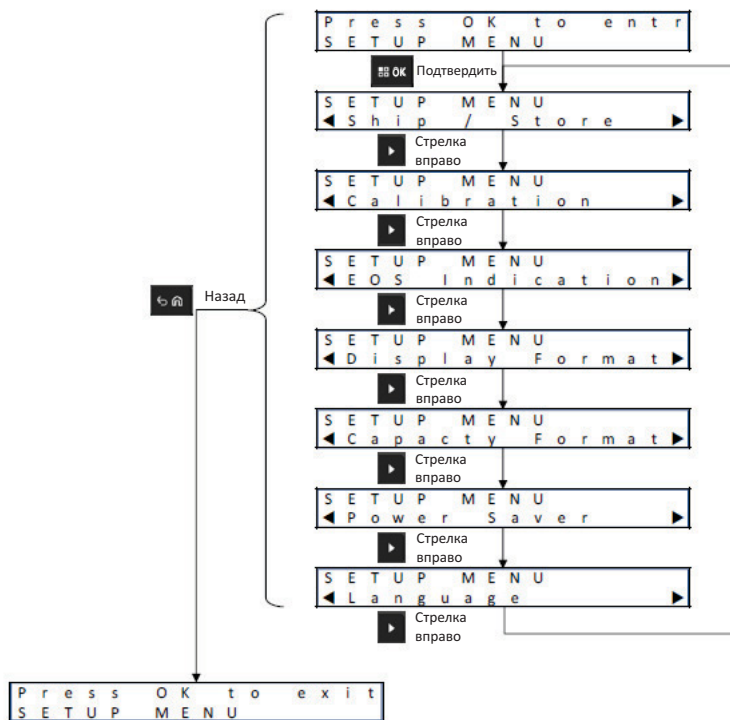 Press OK to entr
SETUP MENU
OK Подтвердить
SETUP MENU
◀Ship / Store ▶
Стрелка
вправо
SETUP MENU
◀Calibration ▶
Стрелка
вправо
SETUP MENU
◀EOS Indication▶
Стрелка
вправо
Назад
SETUP MENU
◀Display Format▶
Стрелка
вправо
SETUP MENU
◀Capacty Format▶
Стрелка
вправо
SETUP MENU
◀Power Saver ▶
Стрелка
вправо
SETUP MENU
◀Language ▶
Стрелка
вправо
Press OK to exit
SETUP MENU